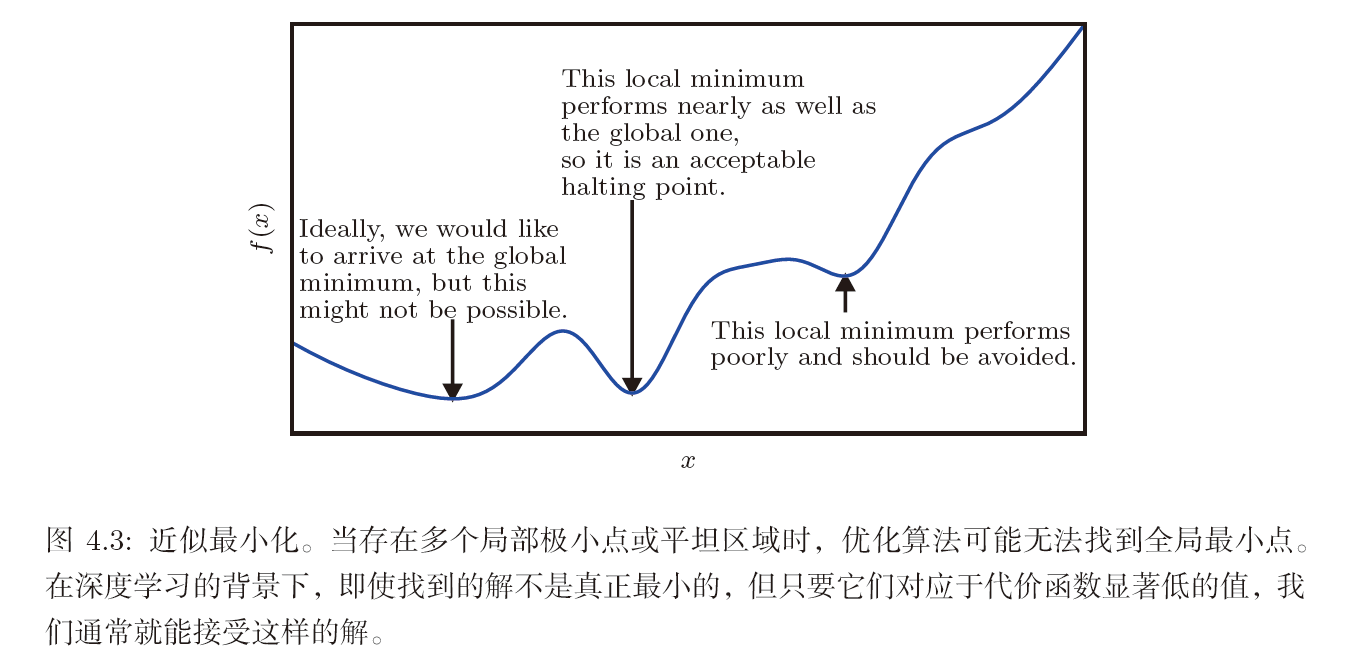 This local minimum
performs nearly as well as
the global one,
so it is an acceptable
halting point.
Ideally, we would like
to arrive at the global
minimum, but this
might not be possible.
This local minimum performs
poorly and should be avoided.
f(x)
x
图 4.3: 近似最小化。当存在多个局部极小点或平坦区域时，优化算法可能无法找到全局最小点。
在深度学习的背景下，即使找到的解不是真正最小的，但只要它们对应于代价函数显著低的值，我
们通常就能接受这样的解。